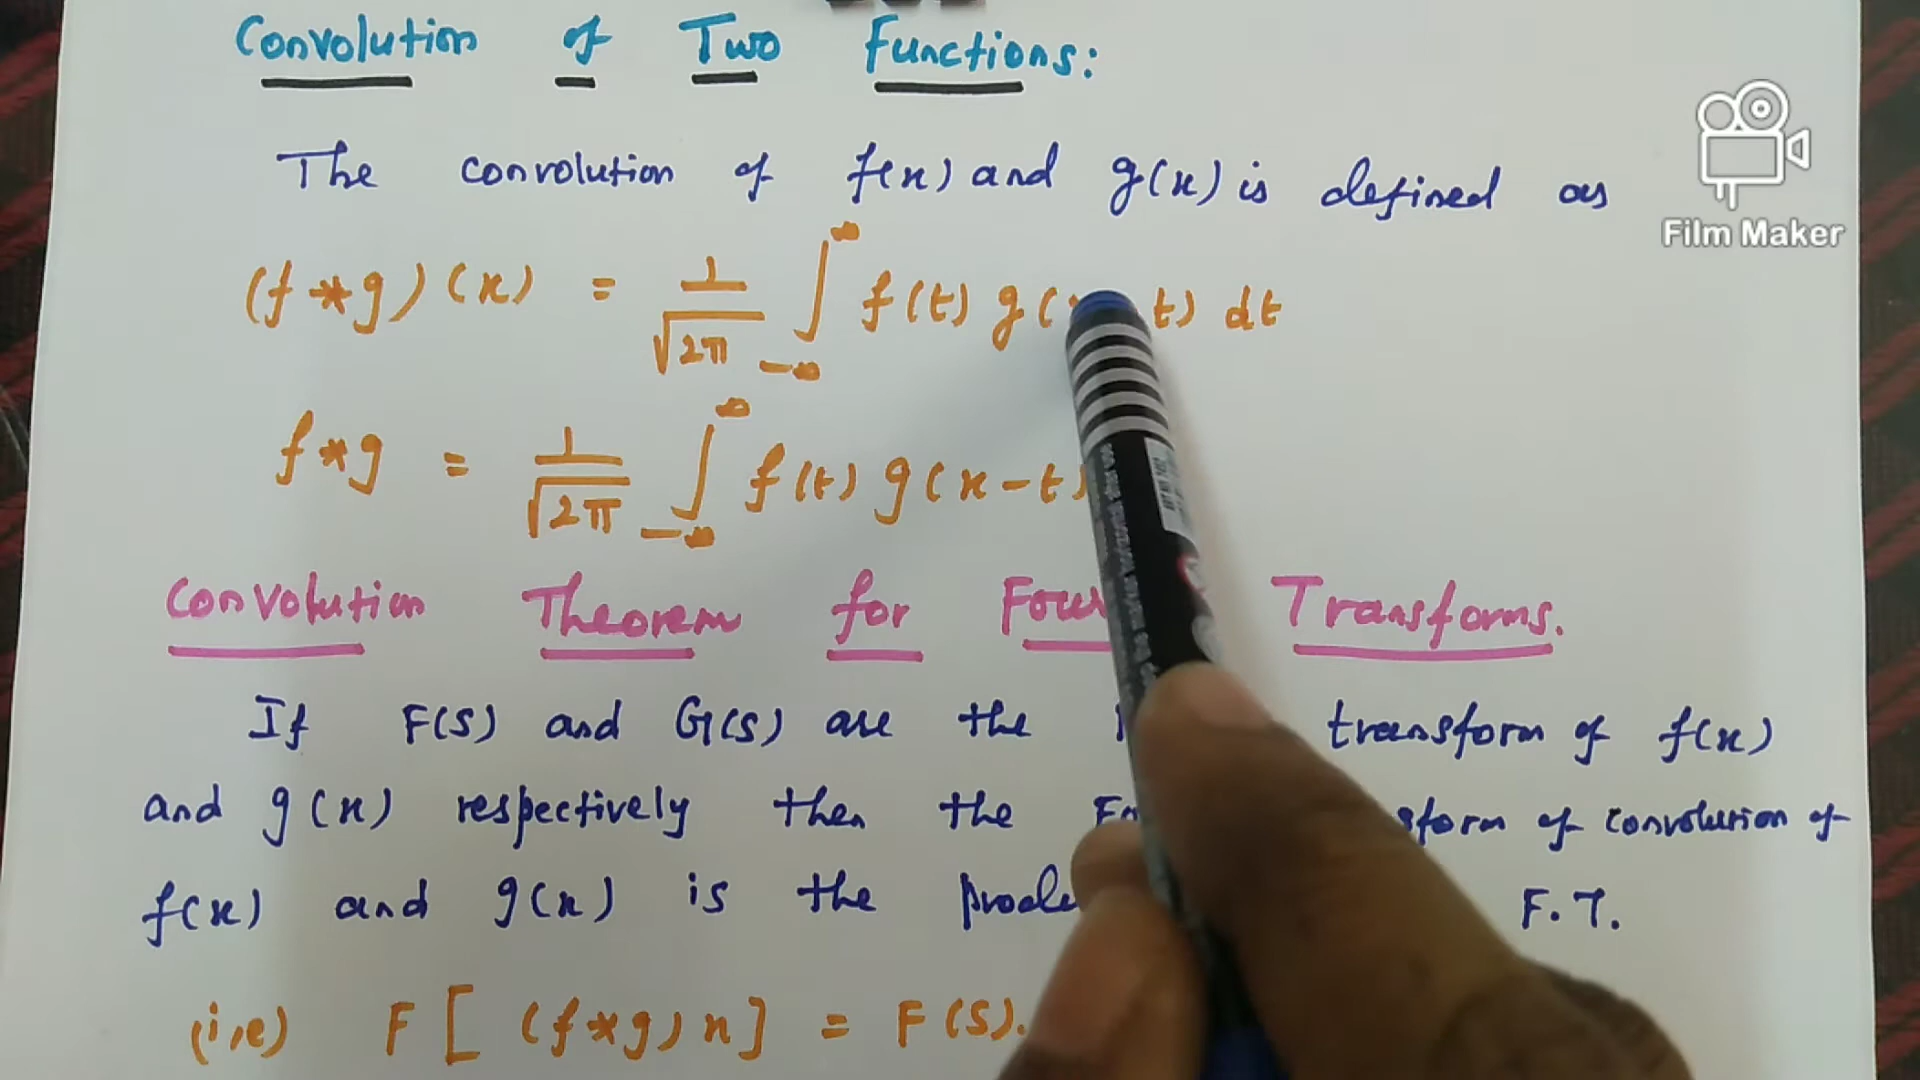 Convolution of Two Functions:
The convolution of f(x) and g(x) is defined as
Film Maker
(f*g)(x) = 1/√2π ∫_{-∞}^{∞} f(t) g( t) dt
f*g = 1/√2π ∫_{-∞}^{∞} f(t) g(x-t)
Convolution Theorem for Transforms.
If F(S) and G(S) are the transform of f(x)
and g(x) respectively then the of convolution of
f(x) and g(x) is the F.T.
(i,e) F[(f*g)x] = F(S).